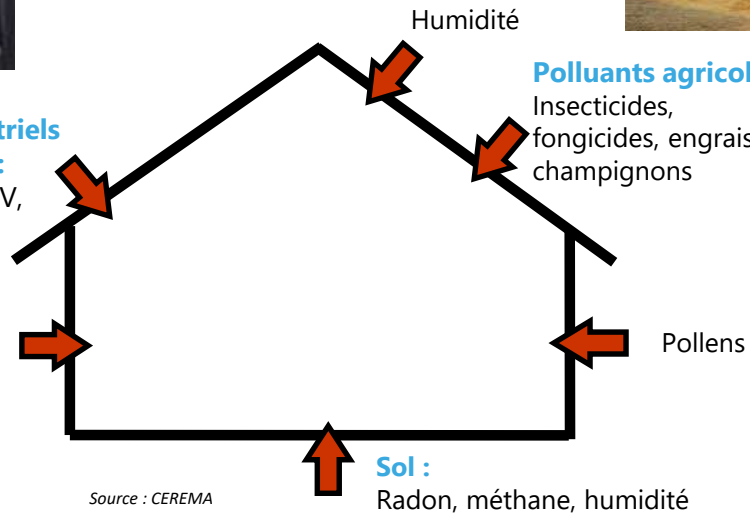 Humidité
Polluants agricol
Insecticides,
fongicides, engrais
champignons
triels
:
V,
Pollens
Sol :
Radon, méthane, humidité
Source : CEREMA